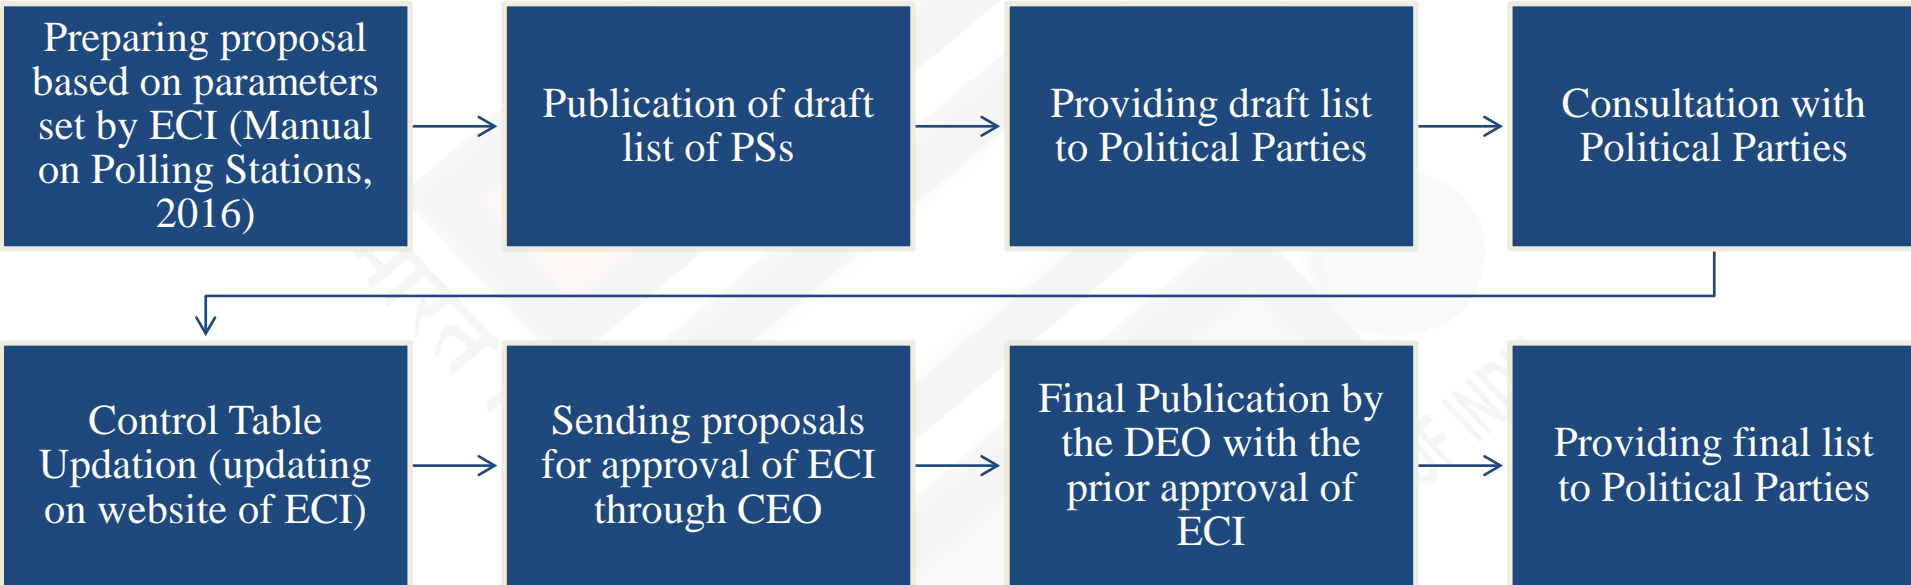 Preparing proposal
based on parameters
set by ECI (Manual
on Polling Stations,
2016)
Publication of draft
list of PSs
Providing draft list
to Political Parties
Consultation with
Political Parties
Control Table
Updation (updating
on website of ECI)
Sending proposals
for approval of ECI
through CEO
Final Publication by
the DEO with the
prior approval of
ECI
Providing final list
to Political Parties
भारत
OF INDIA